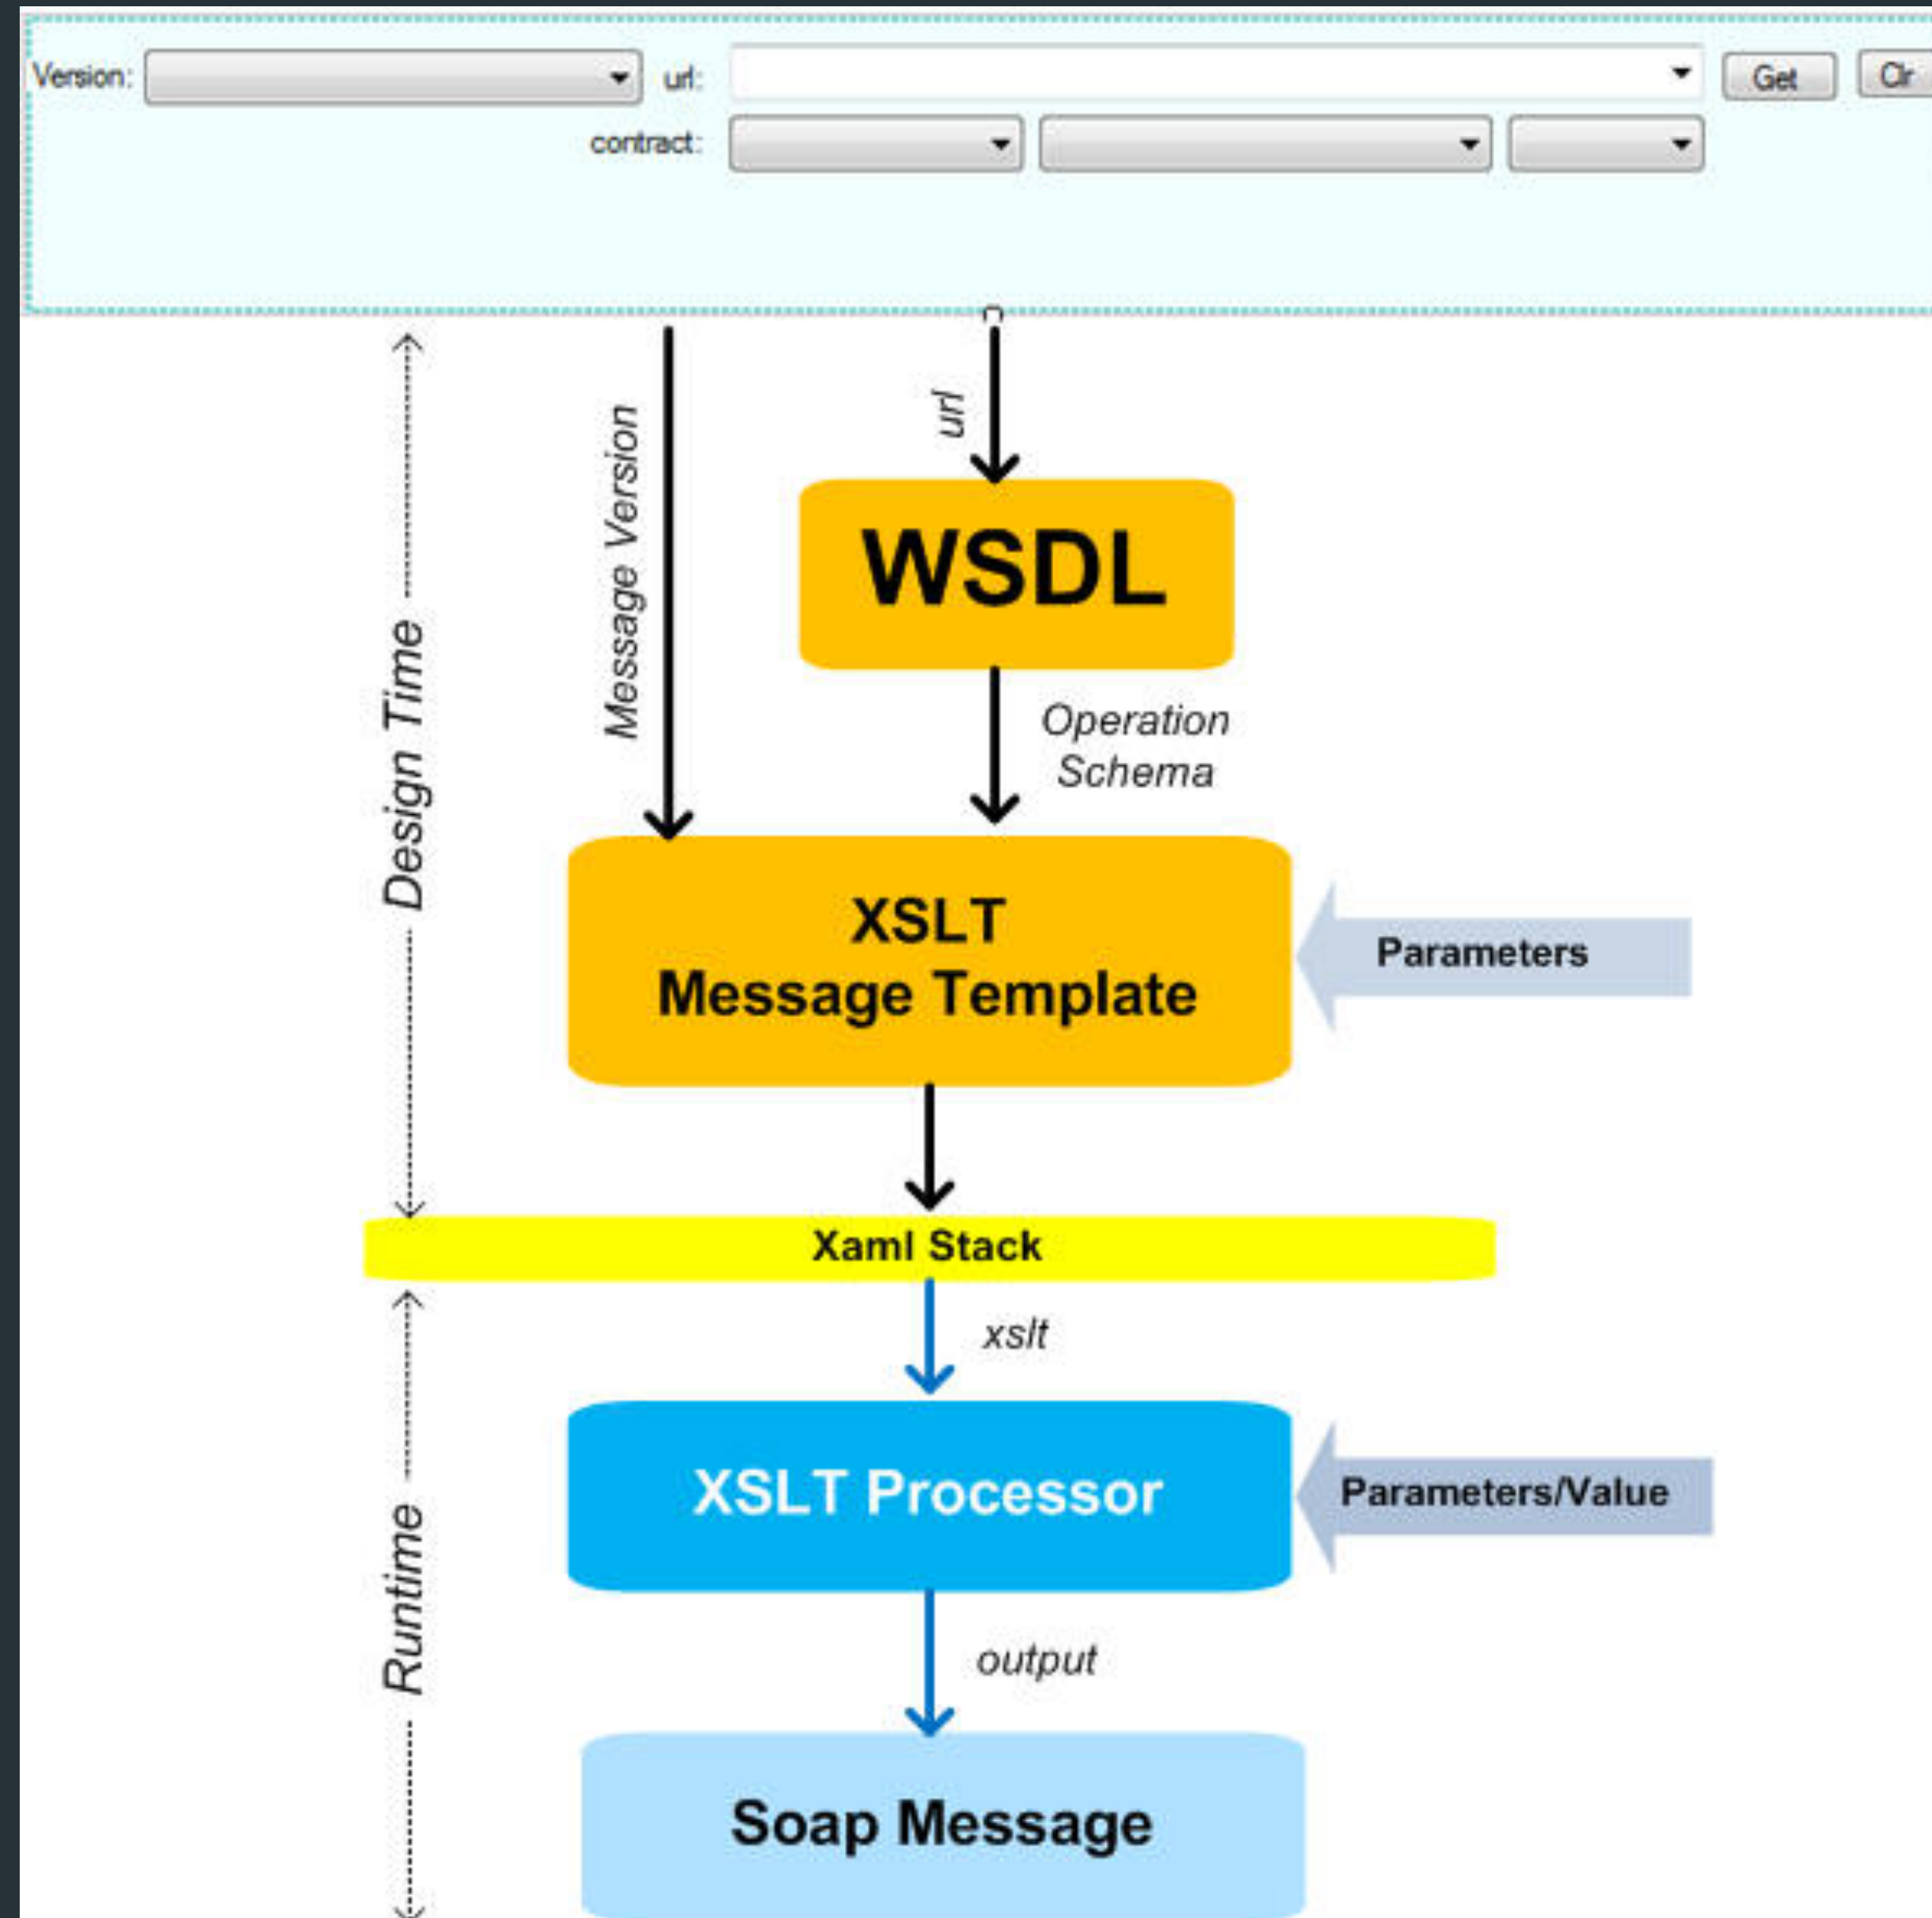 Version:
url:
Get
Clr
contract:
url
Message Version
WSDL
Operation
Schema
Design Time
XSLT
Message Template
Parameters
Xaml Stack
xslt
XSLT Processor
Parameters/Value
Runtime
output
Soap Message